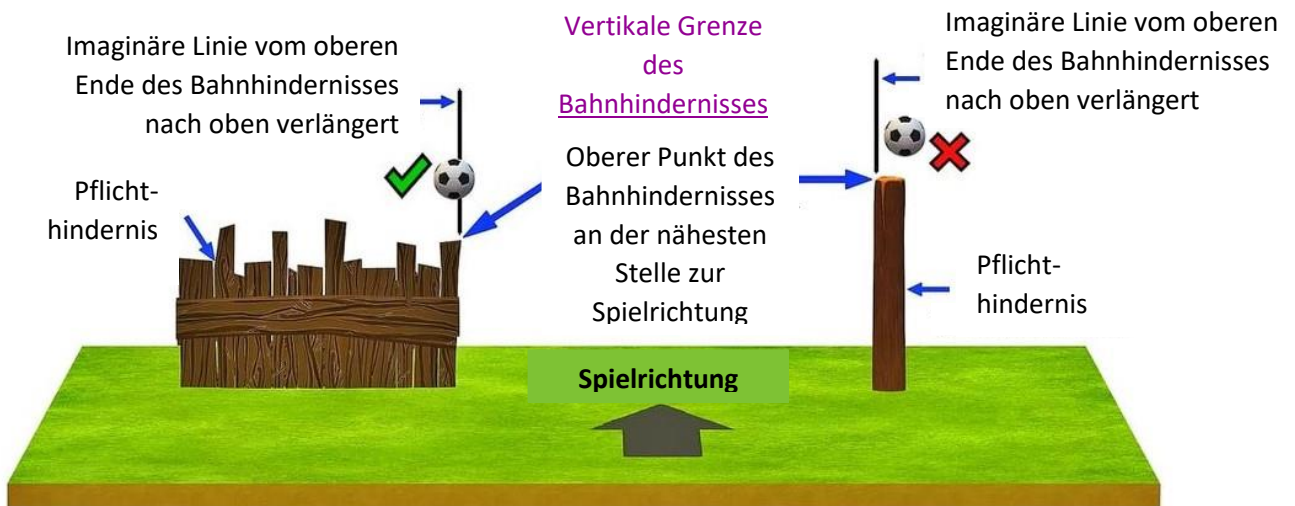 Imaginäre Linie vom oberen
Ende des Bahnhindernisses
nach oben verlängert
Pflicht-
hindernis
Vertikale Grenze
des
Bahnhindernisses
Oberer Punkt des
Bahnhindernisses
an der nähesten
Stelle zur
Spielrichtung
Imaginäre Linie vom oberen
Ende des Bahnhindernisses
nach oben verlängert
Pflicht-
hindernis
Spielrichtung